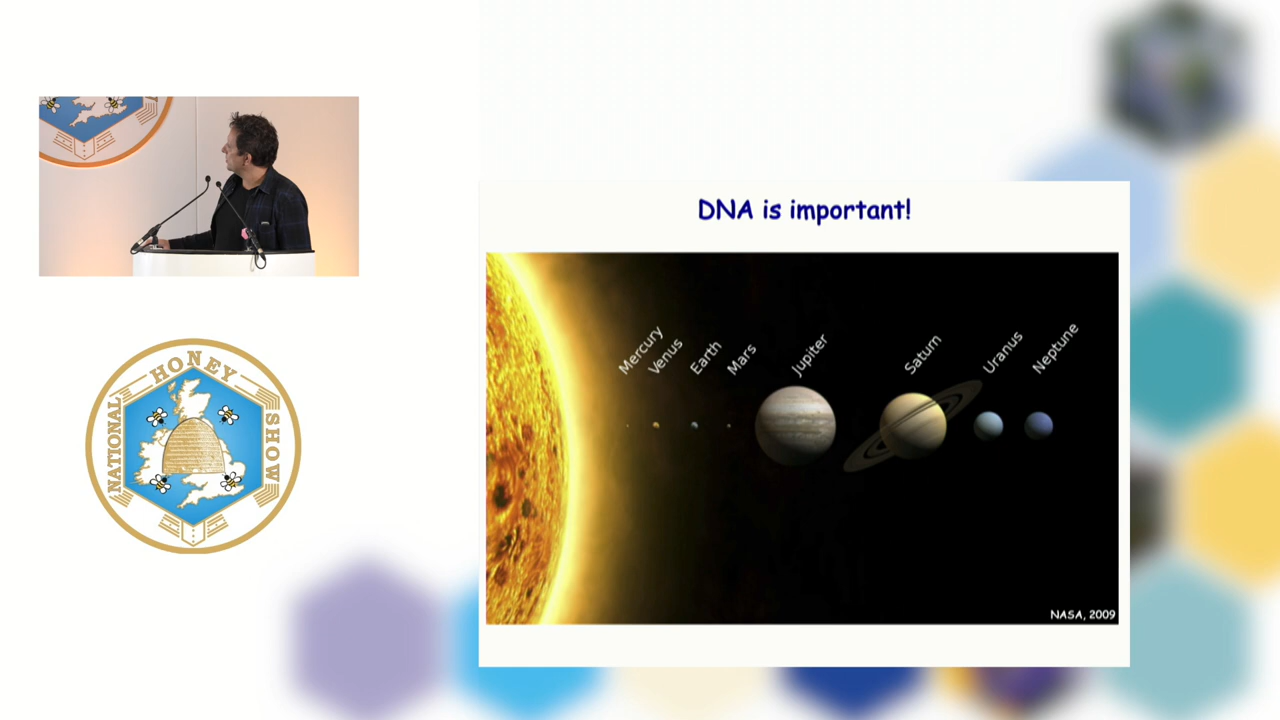 DNA is important!
Mercury
Venus
Earth
Mars
Jupiter
Saturn
Uranus
Neptune
NASA, 2009
NATIONAL HONEY SHOW